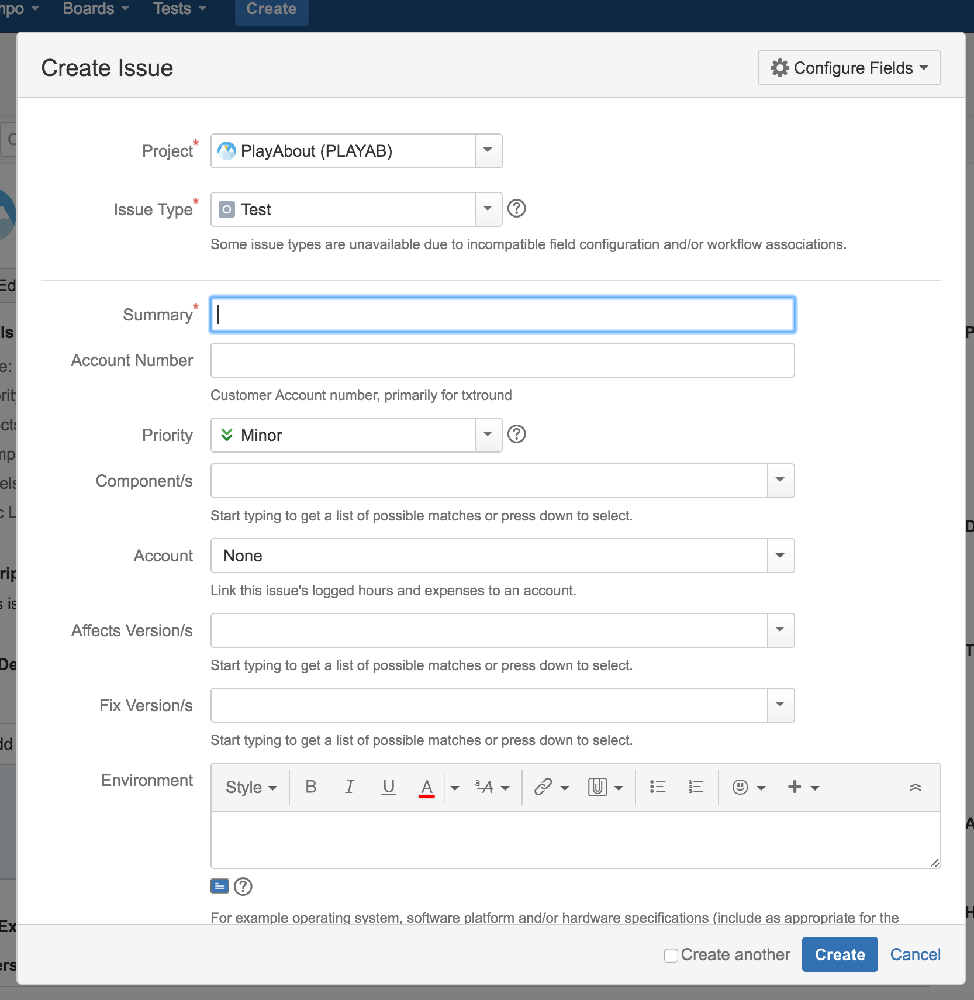 Boards Tests Create
Create Issue
Configure Fields
Project*
PlayAbout (PLAYAB)
Issue Type*
Test
Some issue types are unavailable due to incompatible field configuration and/or workflow associations.
Summary*
Account Number
Customer Account number, primarily for txtround
Priority
Minor
Component/s
Start typing to get a list of possible matches or press down to select.
Account
None
Link this issue's logged hours and expenses to an account.
Affects Version/s
Start typing to get a list of possible matches or press down to select.
Fix Version/s
Start typing to get a list of possible matches or press down to select.
Environment
Style B I U A A
For example operating system, software platform and/or hardware specifications (include as appropriate for the
Create another Create Cancel